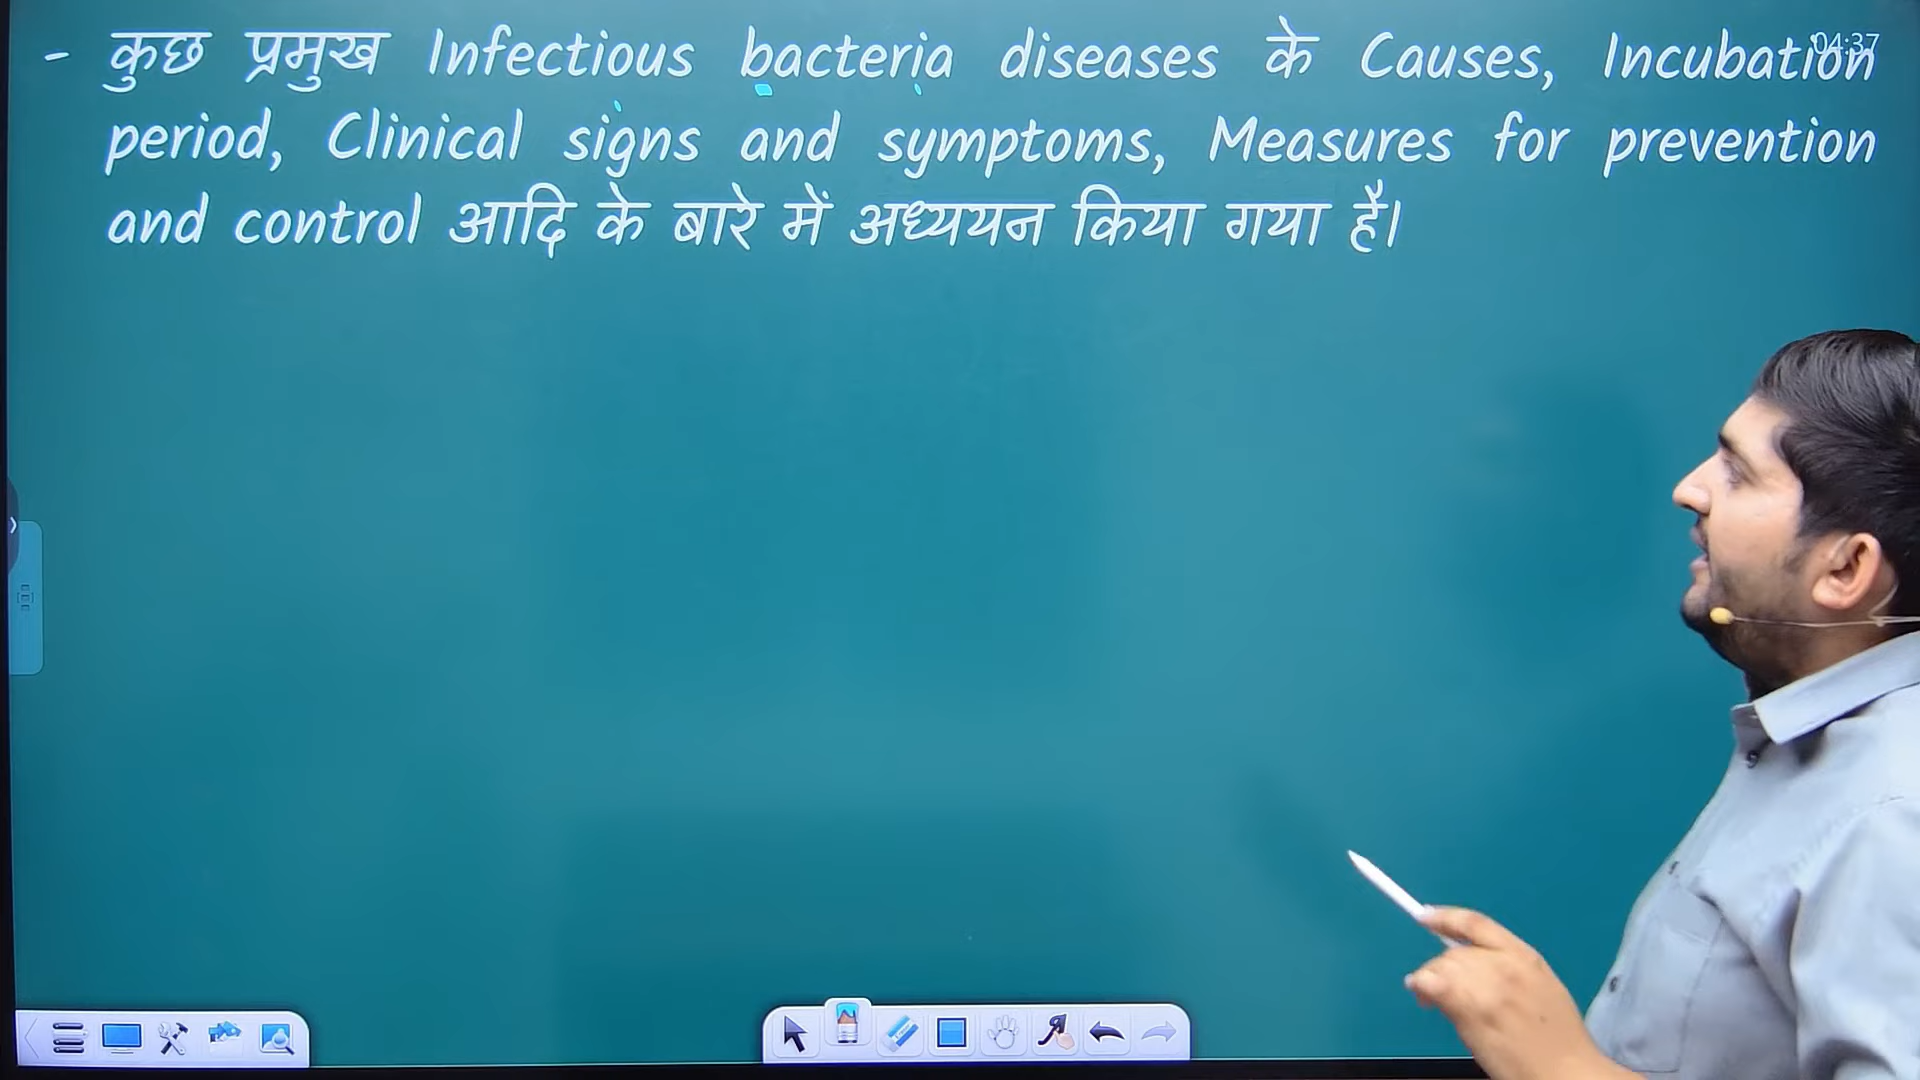 04:37
- कुछ प्रमुख Infectious bacteria diseases के Causes, Incubation
period, Clinical signs and symptoms, Measures for prevention
and control आदि के बारे में अध्ययन किया गया है।